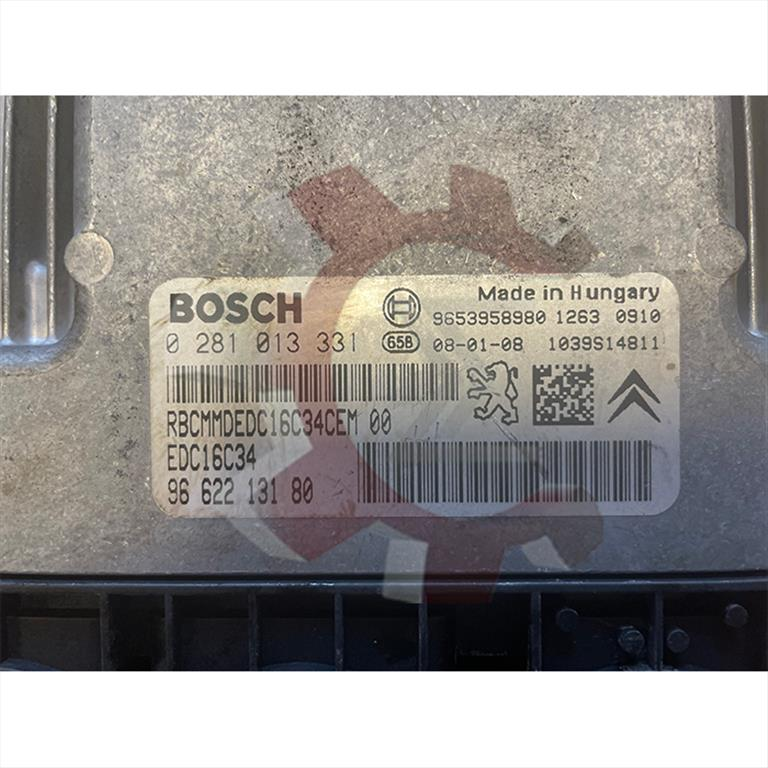 BOSCH
Made in Hungary
9653958980 1263 0910
0 281 013 331
65B
08-01-08 1039S14811
RBCMMDEDC16C34CEM 00
EDC16C34
96 622 131 80